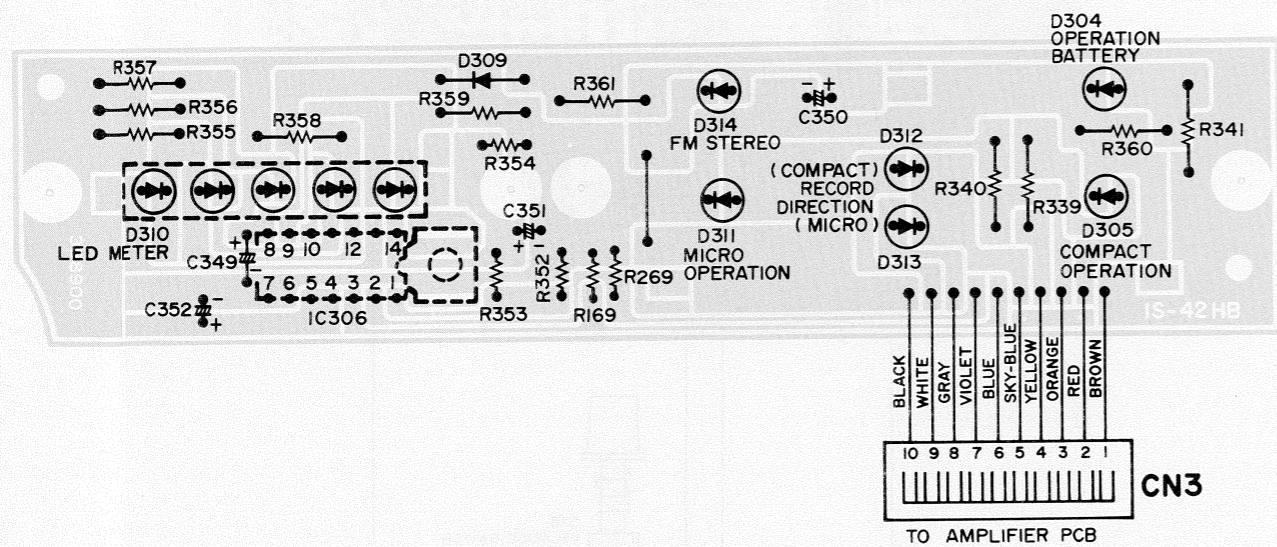 D304
OPERATION
BATTERY
R357
D309
R361
R356
R359
- +
R355
R358
D314
FM STEREO
C350
D312
R360
R341
R354
(COMPACT)
RECORD
DIRECTION
(MICRO)
R340
R339
D310
LED METER
C351
+ -
D311
MICRO
OPERATION
D313
D305
COMPACT
OPERATION
+
C349
-
8 9 10 12 14
7 6 5 4 3 2 1
IC306
C352
-
+
R353
R352
R169
R269
IS-42HB
BLACK
WHITE
GRAY
VIOLET
BLUE
SKY-BLUE
YELLOW
ORANGE
RED
BROWN
10 9 8 7 6 5 4 3 2 1
CN3
TO AMPLIFIER PCB